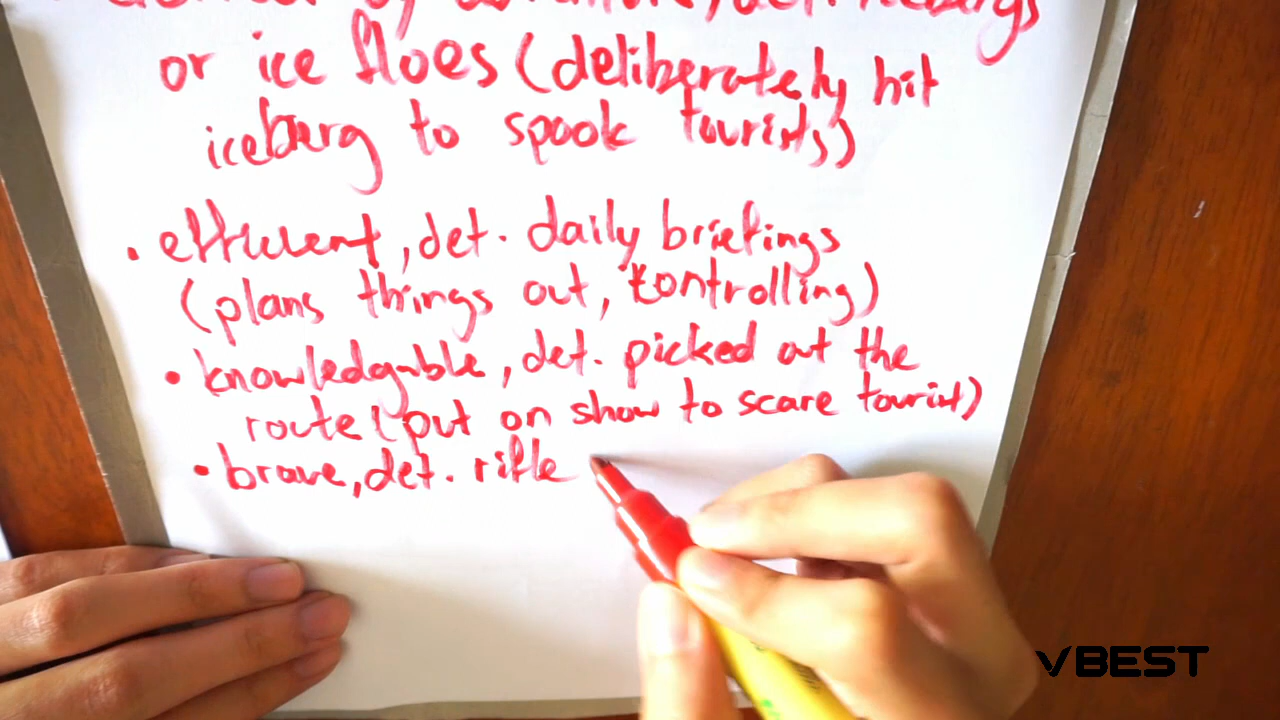 or ice floes (deliberately hit
iceberg to spook tourists)
• efficient, det. daily briefings
(plans things out, controlling)
• knowledgable, det. picked at the
route (put on show to scare tourist)
• brave, det. rifle
VBEST